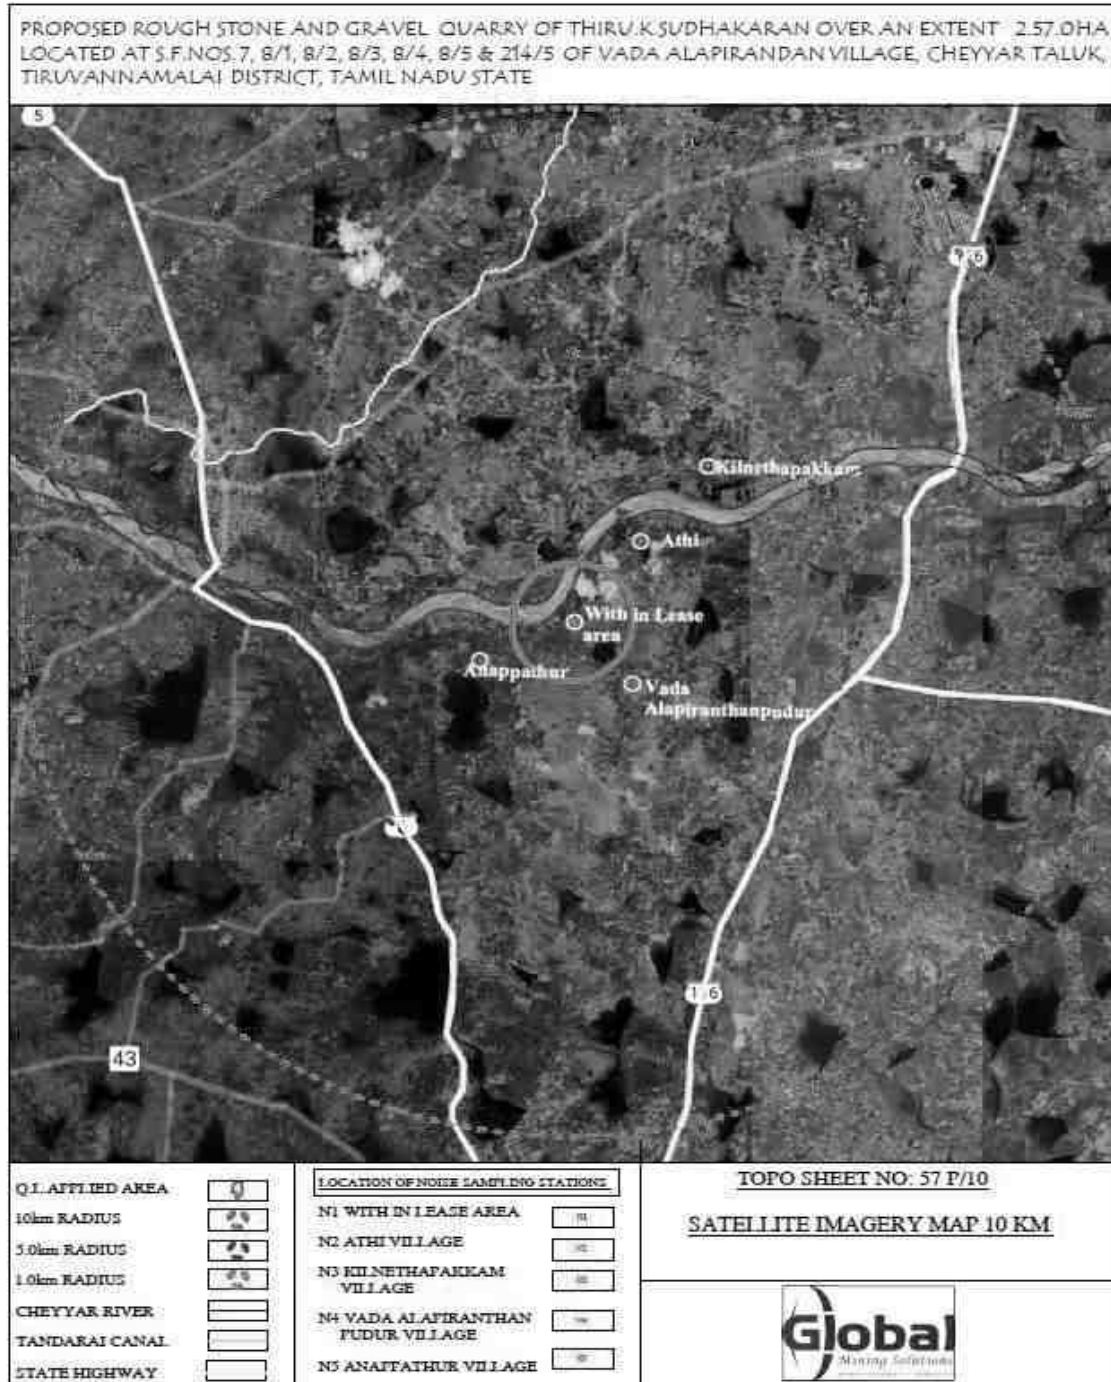 PROPOSED ROUGH STONE AND GRAVEL QUARRY OF THIRU.K.SUDHAKARAN OVER AN EXTENT 2.57.0HA
LOCATED AT S.F.NOS.7, 8/1, 8/2, 8/3, 8/4, 8/5 & 214/5 OF VADA ALAPIRANDAN VILLAGE, CHEYYAR TALUK,
TIRUVANNAMALAI DISTRICT, TAMIL NADU STATE
5
Kilnethapakkam
Athi
With in Lease
area
Anappathur
Vada
Alapiranthanpudur
43
Q.L. APPLIED AREA
10km RADIUS
5.0km RADIUS
1.0km RADIUS
CHEYYAR RIVER
TANDARAI CANAL
STATE HIGHWAY
LOCATION OF NOISE SAMPLING STATIONS
N1 WITH IN LEASE AREA
N2 ATHI VILLAGE
N3 KILNETHAPAKKAM
VILLAGE
N4 VADA ALAPIRANTHAN
PUDUR VILLAGE
N5 ANAPPATHUR VILLAGE
TOPO SHEET NO: 57 P/10
SATELLITE IMAGERY MAP 10 KM
Global
Mining Solutions